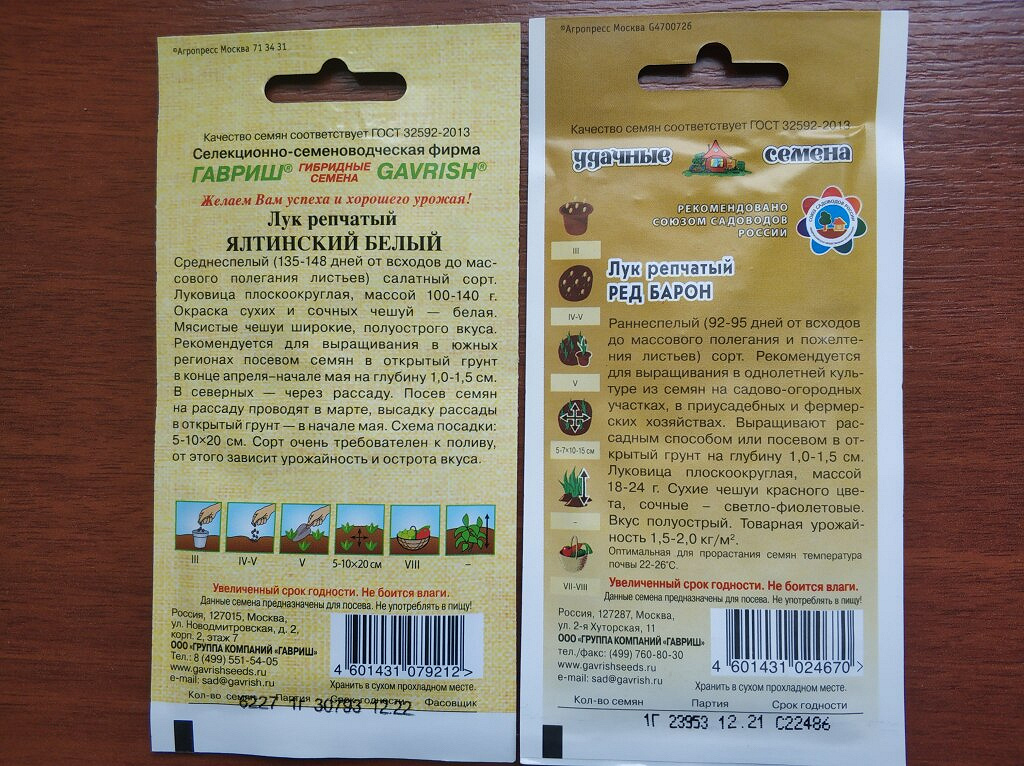 ©Агропресс Москва 71 34 31
Качество семян соответствует ГОСТ 32592-2013
Селекционно-семеноводческая фирма
ГАВРИШ® ГИБРИДНЫЕ СЕМЕНА GAVRISH®
Желаем Вам успеха и хорошего урожая!
Лук репчатый
ЯЛТИНСКИЙ БЕЛЫЙ
Среднеспелый (135-148 дней от всходов до мас-
сового полегания листьев) салатный сорт.
Луковица плоскоокруглая, массой 100-140 г.
Окраска сухих и сочных чешуй — белая.
Мясистые чешуи широкие, полуострого вкуса.
Рекомендуется для выращивания в южных
регионах посевом семян в открытый грунт
в конце апреля–начале мая на глубину 1,0-1,5 см.
В северных — через рассаду. Посев семян
на рассаду проводят в марте, высадку рассады
в открытый грунт — в начале мая. Схема посадки:
5-10×20 см. Сорт очень требователен к поливу,
от этого зависит урожайность и острота вкуса.
III IV-V V 5-10×20 см VIII –
Увеличенный срок годности. Не боится влаги.
Данные семена предназначены для посева. Не употреблять в пищу!
Россия, 127015, Москва,
ул. Новодмитровская, д. 2,
корп. 2, этаж 7
ООО «ГРУППА КОМПАНИЙ «ГАВРИШ»
Тел.: 8 (499) 551-54-05
www.gavrishseeds.ru
e-mail: sad@gavrish.ru
4 601431 079212 >
Хранить в сухом прохладном месте.
Кол-во семян Партия Срок годности Фасовщик
6227 1Г 30793 12.22
©Агропресс Москва G4700726
Качество семян соответствует ГОСТ 32592-2013
удачные семена
РЕКОМЕНДОВАНО
СОЮЗОМ САДОВОДОВ
РОССИИ
СОЮЗ САДОВОДОВ РОССИИ
III
IV-V
V
5-7×10-15 см
–
VII-VIII
Лук репчатый
РЕД БАРОН
Раннеспелый (92-95 дней от всходов
до массового полегания и пожелте-
ния листьев) сорт. Рекомендуется
для выращивания в однолетней куль-
туре из семян на садово-огородных
участках, в приусадебных и фермер-
ских хозяйствах. Выращивают рас-
садным способом или посевом в от-
крытый грунт на глубину 1,0-1,5 см.
Луковица плоскоокруглая, массой
18-24 г. Сухие чешуи красного цве-
та, сочные – светло-фиолетовые.
Вкус полуострый. Товарная урожай-
ность 1,5-2,0 кг/м².
Оптимальная для прорастания семян температура
почвы 22-26°С.
Увеличенный срок годности. Не боится влаги.
Данные семена предназначены для посева. Не употреблять в пищу!
Россия, 127287, Москва,
ул. 2-я Хуторская, 11
ООО «ГРУППА КОМПАНИЙ «ГАВРИШ»
тел./факс: (499) 760-80-30
www.gavrishseeds.ru
e-mail: sad@gavrish.ru
4 601431 024670 >
Хранить в сухом прохладном месте.
Кол-во семян Партия Срок годности
1Г 23953 12.21 С22486